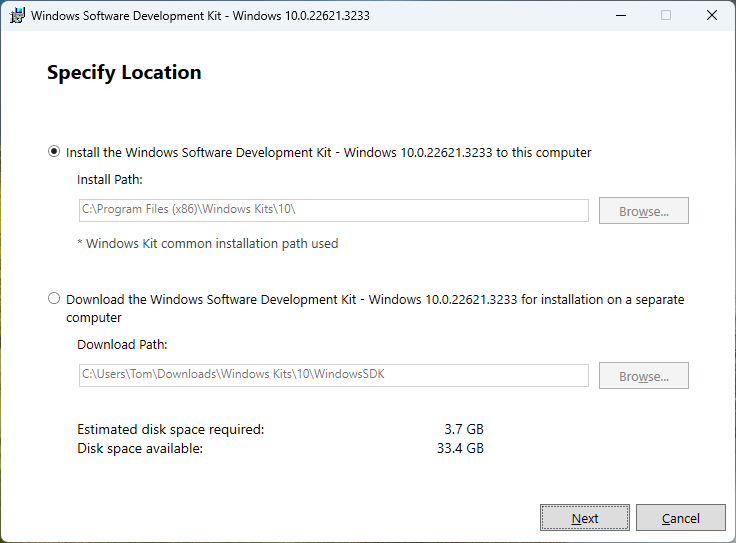 Windows Software Development Kit - Windows 10.0.22621.3233
Specify Location
Install the Windows Software Development Kit - Windows 10.0.22621.3233 to this computer
Install Path:
C:\Program Files (x86)\Windows Kits\10\
Browse...
* Windows Kit common installation path used
Download the Windows Software Development Kit - Windows 10.0.22621.3233 for installation on a separate
computer
Download Path:
C:\Users\Tom\Downloads\Windows Kits\10\WindowsSDK
Browse...
Estimated disk space required: 3.7 GB
Disk space available: 33.4 GB
Next Cancel